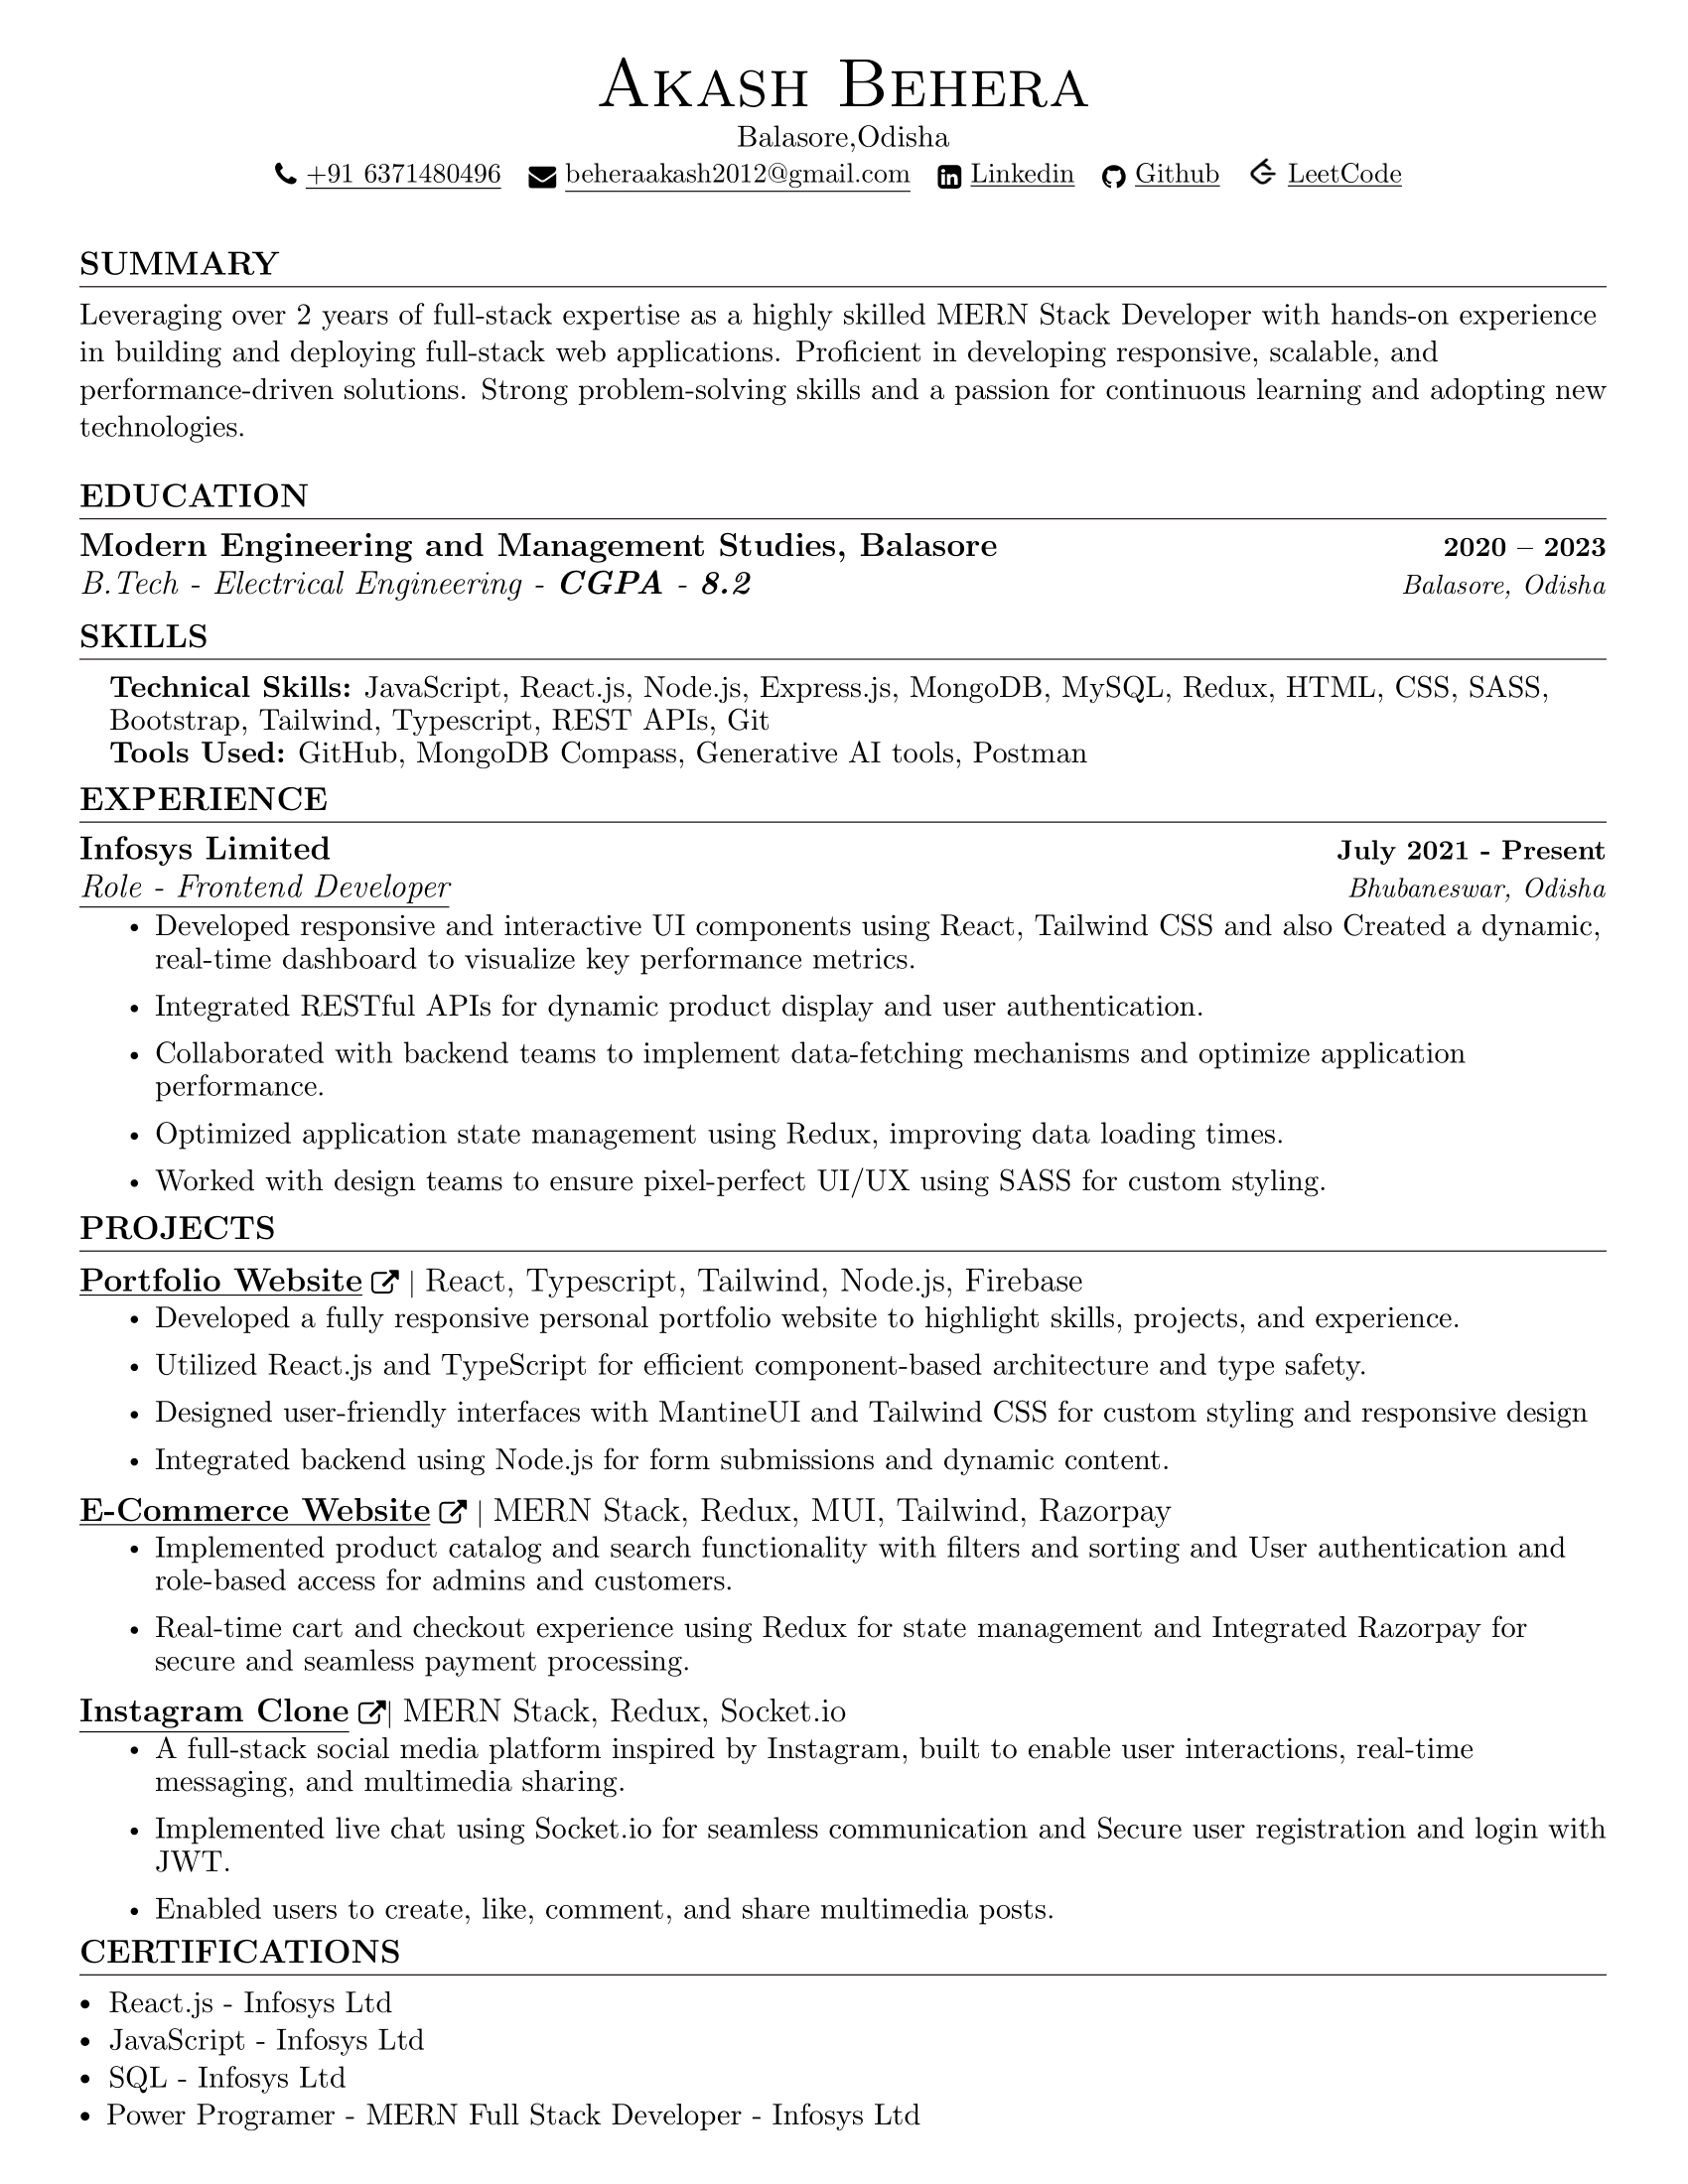 Akash Behera
Balasore,Odisha
+91 6371480496 beheraakash2012@gmail.com Linkedin Github LeetCode
SUMMARY
Leveraging over 2 years of full-stack expertise as a highly skilled MERN Stack Developer with hands-on experience
in building and deploying full-stack web applications. Proficient in developing responsive, scalable, and
performance-driven solutions. Strong problem-solving skills and a passion for continuous learning and adopting new
technologies.
EDUCATION
Modern Engineering and Management Studies, Balasore 2020 – 2023
B.Tech - Electrical Engineering - CGPA - 8.2 Balasore, Odisha
SKILLS
Technical Skills: JavaScript, React.js, Node.js, Express.js, MongoDB, MySQL, Redux, HTML, CSS, SASS,
Bootstrap, Tailwind, Typescript, REST APIs, Git
Tools Used: GitHub, MongoDB Compass, Generative AI tools, Postman
EXPERIENCE
Infosys Limited July 2021 - Present
Role - Frontend Developer Bhubaneswar, Odisha
• Developed responsive and interactive UI components using React, Tailwind CSS and also Created a dynamic,
real-time dashboard to visualize key performance metrics.
• Integrated RESTful APIs for dynamic product display and user authentication.
• Collaborated with backend teams to implement data-fetching mechanisms and optimize application
performance.
• Optimized application state management using Redux, improving data loading times.
• Worked with design teams to ensure pixel-perfect UI/UX using SASS for custom styling.
PROJECTS
Portfolio Website | React, Typescript, Tailwind, Node.js, Firebase
• Developed a fully responsive personal portfolio website to highlight skills, projects, and experience.
• Utilized React.js and TypeScript for efficient component-based architecture and type safety.
• Designed user-friendly interfaces with MantineUI and Tailwind CSS for custom styling and responsive design
• Integrated backend using Node.js for form submissions and dynamic content.
E-Commerce Website | MERN Stack, Redux, MUI, Tailwind, Razorpay
• Implemented product catalog and search functionality with filters and sorting and User authentication and
role-based access for admins and customers.
• Real-time cart and checkout experience using Redux for state management and Integrated Razorpay for
secure and seamless payment processing.
Instagram Clone | MERN Stack, Redux, Socket.io
• A full-stack social media platform inspired by Instagram, built to enable user interactions, real-time
messaging, and multimedia sharing.
• Implemented live chat using Socket.io for seamless communication and Secure user registration and login with
JWT.
• Enabled users to create, like, comment, and share multimedia posts.
CERTIFICATIONS
• React.js - Infosys Ltd
• JavaScript - Infosys Ltd
• SQL - Infosys Ltd
• Power Programer - MERN Full Stack Developer - Infosys Ltd